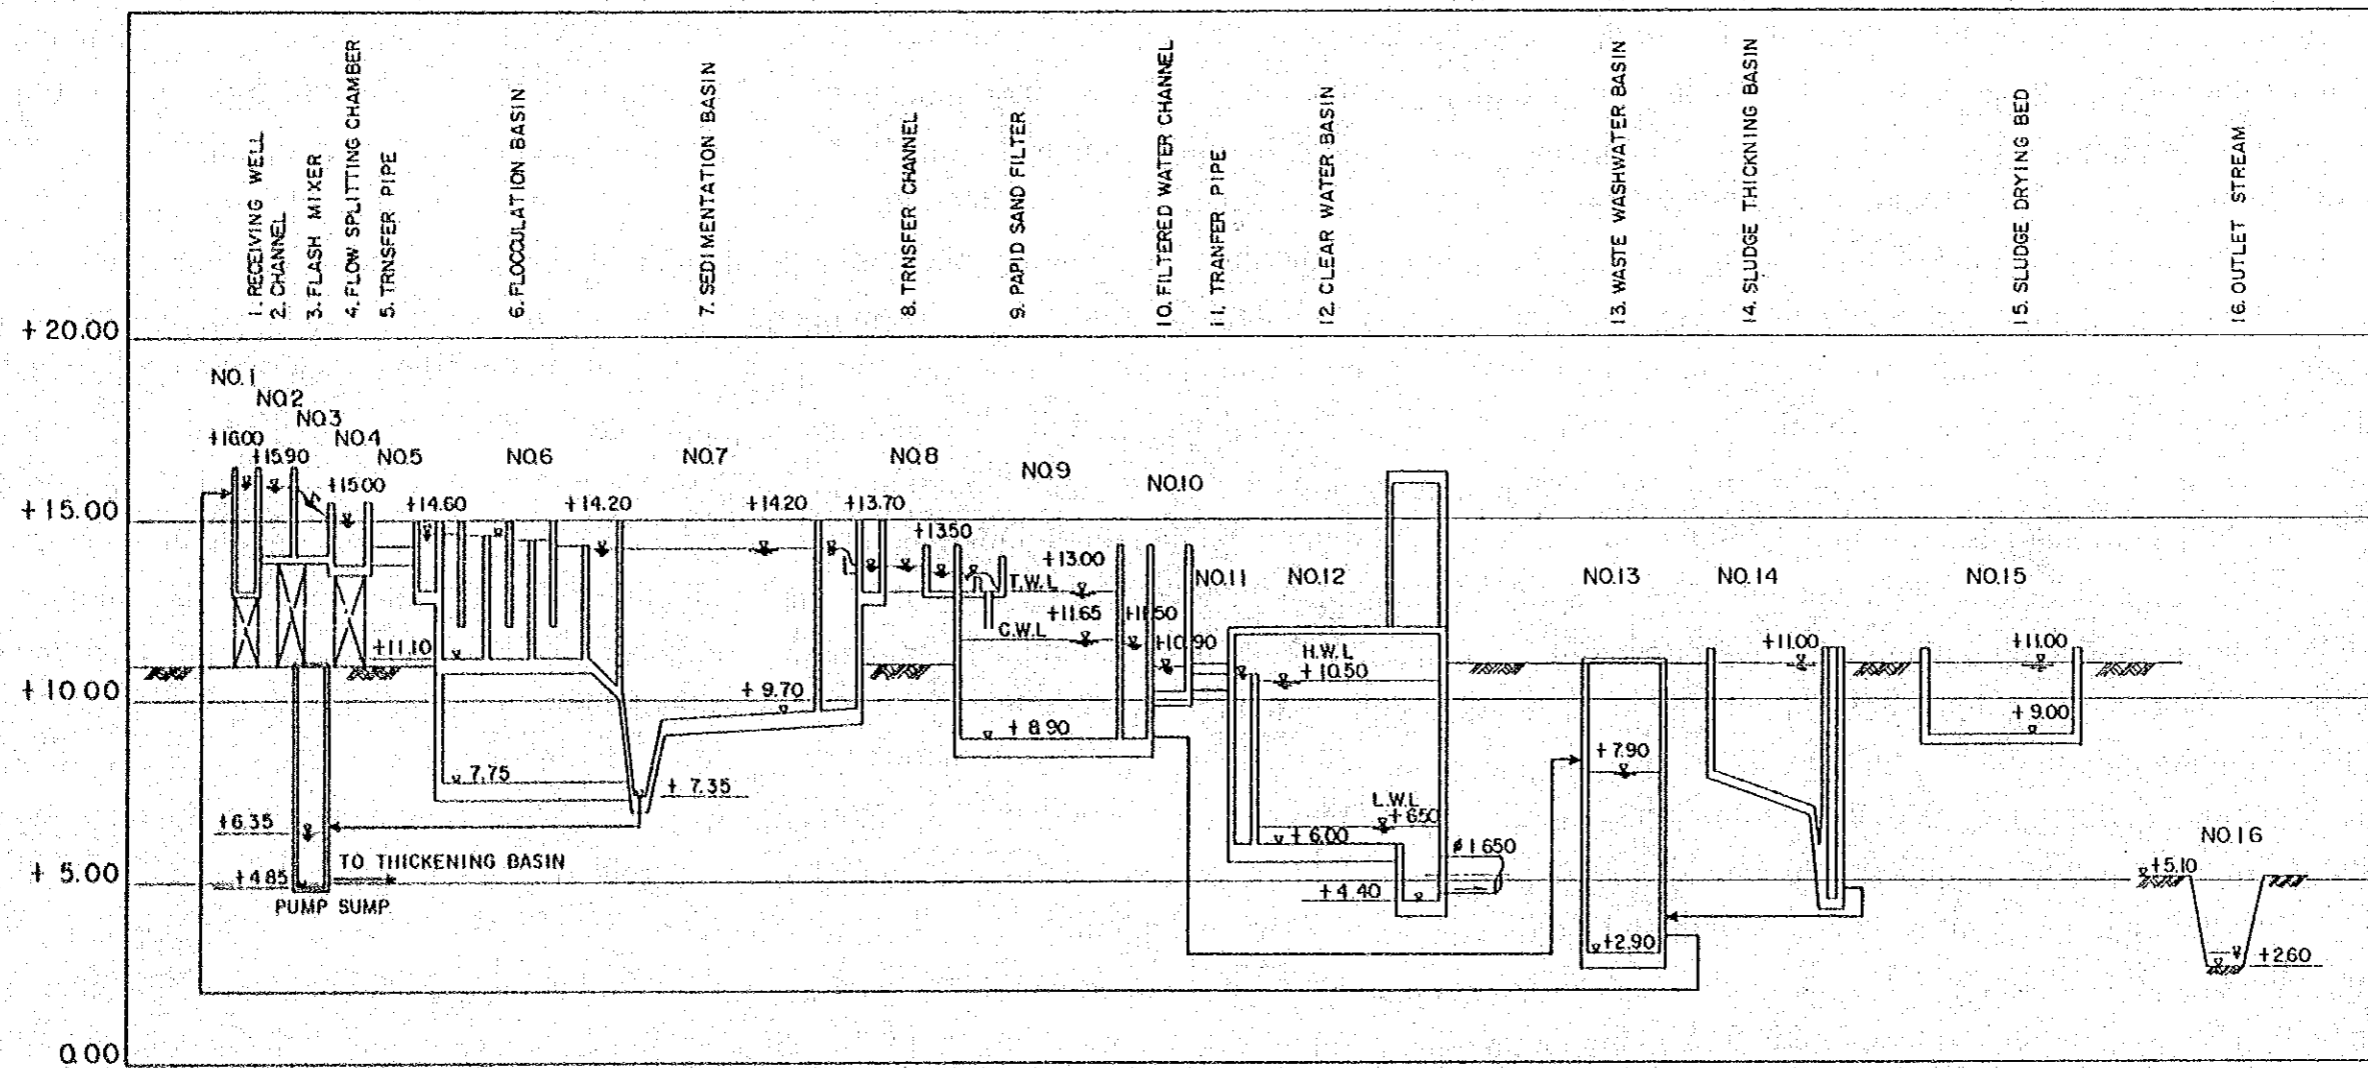 1. RECEIVING WELL
2. CHANNEL
3. FLASH MIXER
4. FLOW SPLITTING CHAMBER
5. TRNSFER PIPE
6. FLOCCULATION BASIN
7. SEDIMENTATION BASIN
8. TRNSFER CHANNEL
9. PAPID SAND FILTER
10. FILTERED WATER CHANNEL
11. TRANFER PIPE
12. CLEAR WATER BASIN
13. WASTE WASHWATER BASIN
14. SLUDGE THICKNING BASIN
15. SLUDGE DRYING BED
16. OUTLET STREAM
+20.00
NO.1
NO.2
NO.3
NO.4
NO.5
NO.6
NO.7
NO.8
NO.9
NO.10
+16.00
+15.90
+15.00
+14.60
+14.20
+14.20
+13.70
+15.00
+13.50
+13.00
T.W.L
NO.11
NO.12
NO.13
NO.14
NO.15
+11.65
+11.50
C.W.L
+10.90
+11.10
H.W.L
+10.50
+11.00
+11.00
+10.00
+9.70
+8.90
+9.00
7.75
+7.35
+7.90
L.W.L
+6.50
+6.35
+6.00
ø1650
NO.16
TO THICKENING BASIN
+5.00
+4.85
+4.40
+5.10
PUMP SUMP
+2.90
+2.60
0.00